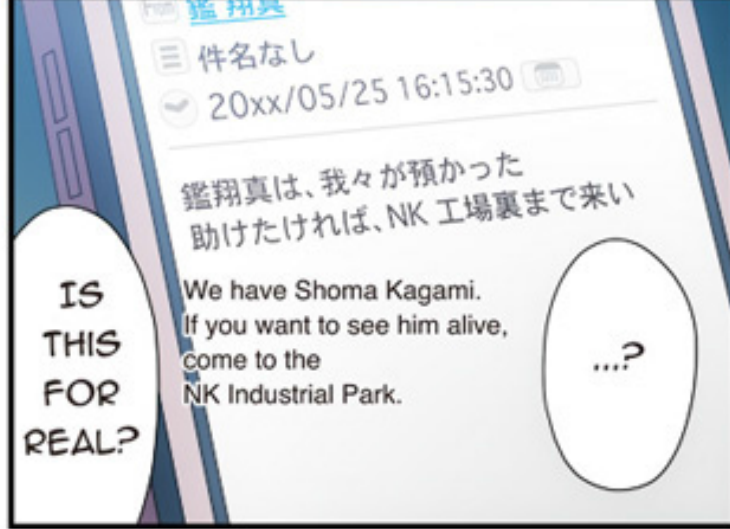 From 鑑 翔真
件名なし
20xx/05/25 16:15:30
鑑翔真は、我々が預かった
助けたければ、NK 工場裏まで来い
IS
THIS
FOR
REAL?
We have Shoma Kagami.
If you want to see him alive,
come to the
NK Industrial Park.
...?